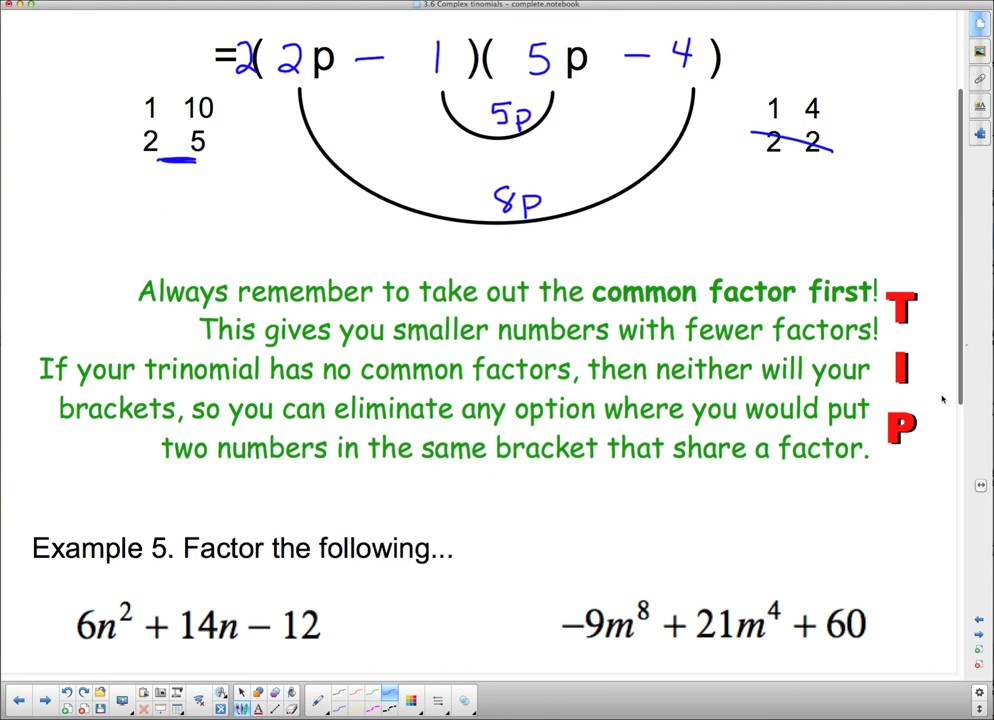 3.6 Complex tinomials - complete.notebook
=2(2p - 1)(5p - 4)
1 10
2 5
5p
1 4
2 2
8p
Always remember to take out the common factor first!
This gives you smaller numbers with fewer factors!
If your trinomial has no common factors, then neither will your
brackets, so you can eliminate any option where you would put
two numbers in the same bracket that share a factor.
T
I
P
Example 5. Factor the following...
6n² + 14n – 12
–9m⁸ + 21m⁴ + 60